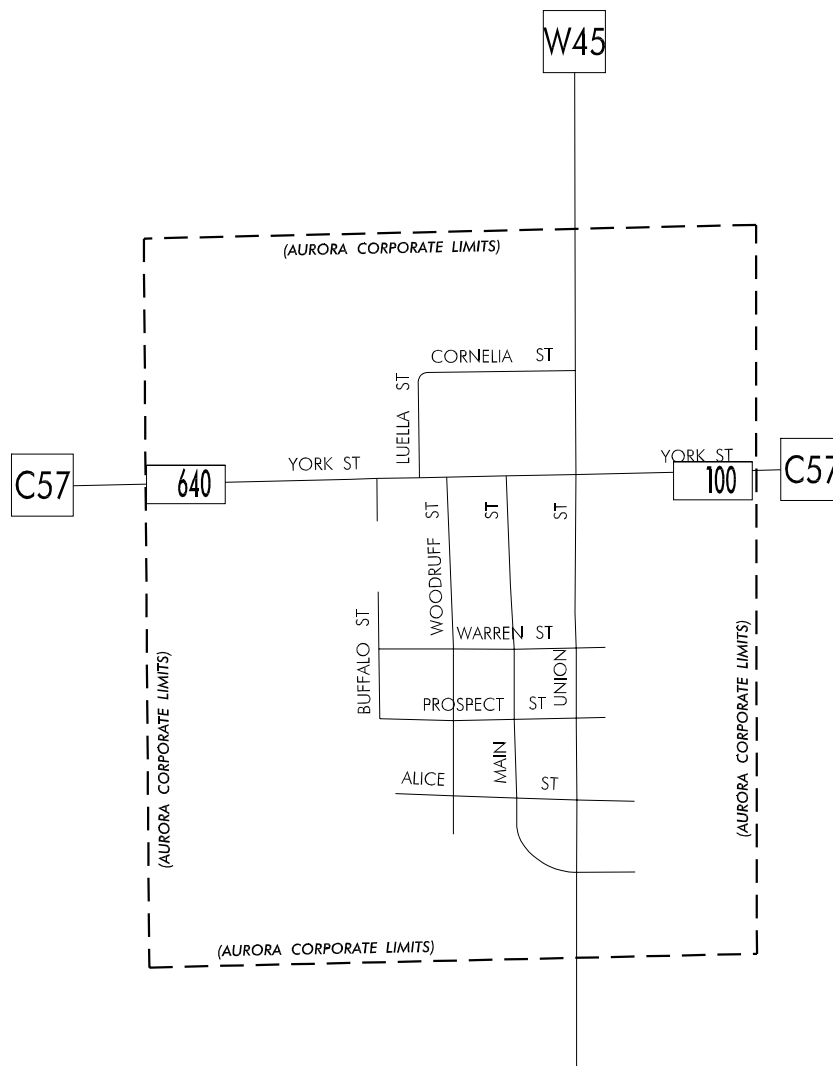 W45
(AURORA CORPORATE LIMITS)
CORNELIA ST
LUELLA ST
YORK ST
YORK ST
C57
640
100
C57
WOODRUFF ST
MAIN ST
UNION ST
BUFFALO ST
WARREN ST
PROSPECT ST
ALICE ST
(AURORA CORPORATE LIMITS)
(AURORA CORPORATE LIMITS)
(AURORA CORPORATE LIMITS)